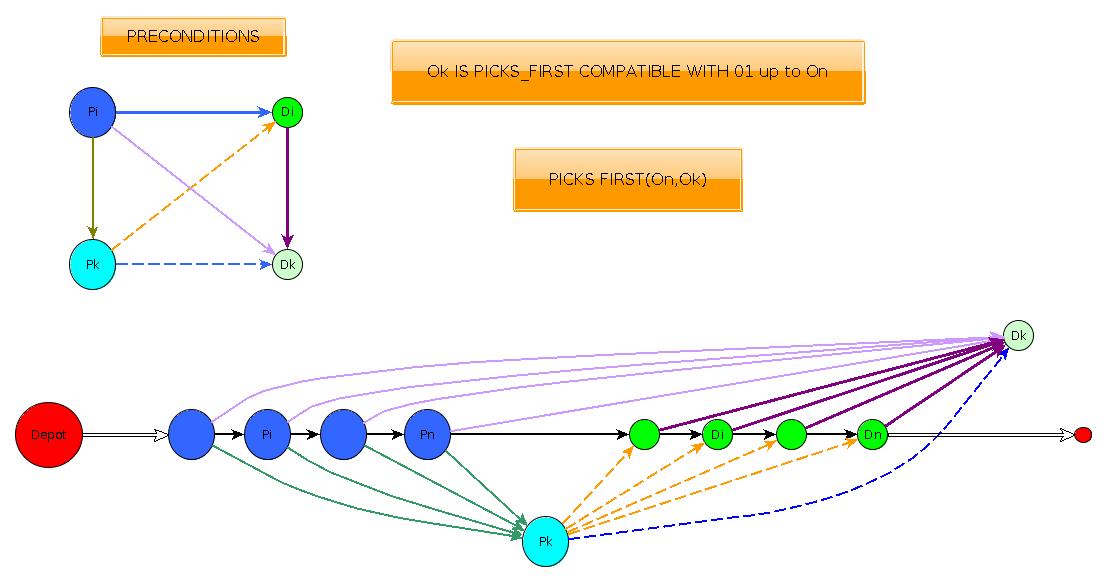 PRECONDITIONS
Ok IS PICKS_FIRST COMPATIBLE WITH 01 up to On
Pi
Di
PICKS FIRST(On,Ok)
Pk
Dk
Dk
Depot
Pi
Pn
Di
Dn
Pk